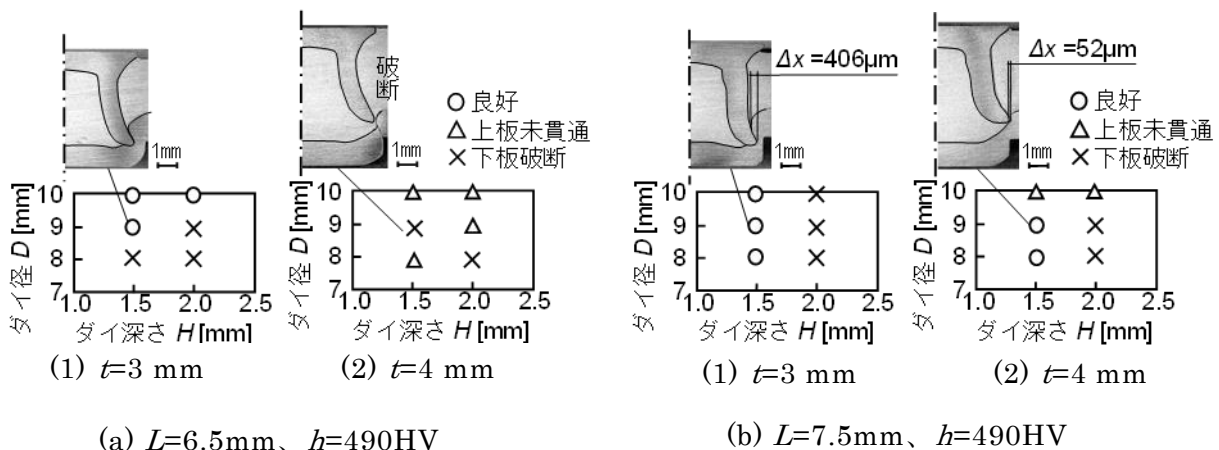 破断
○ 良好
△ 上板未貫通
× 下板破断
1mm
1mm
ダイ径 D [mm]
10
9
8
7
1.0 1.5 2.0 2.5
ダイ深さ H [mm]
(1) t=3 mm
ダイ径 D [mm]
10
9
8
7
1.0 1.5 2.0 2.5
ダイ深さ H [mm]
(2) t=4 mm
(a) L=6.5mm、h=490HV
Δx =406μm
Δx =52μm
○ 良好
△ 上板未貫通
× 下板破断
1mm
1mm
ダイ径 D [mm]
10
9
8
7
1.0 1.5 2.0 2.5
ダイ深さ H [mm]
(1) t=3 mm
ダイ径 D [mm]
10
9
8
7
1.0 1.5 2.0 2.5
ダイ深さ H [mm]
(2) t=4 mm
(b) L=7.5mm、h=490HV